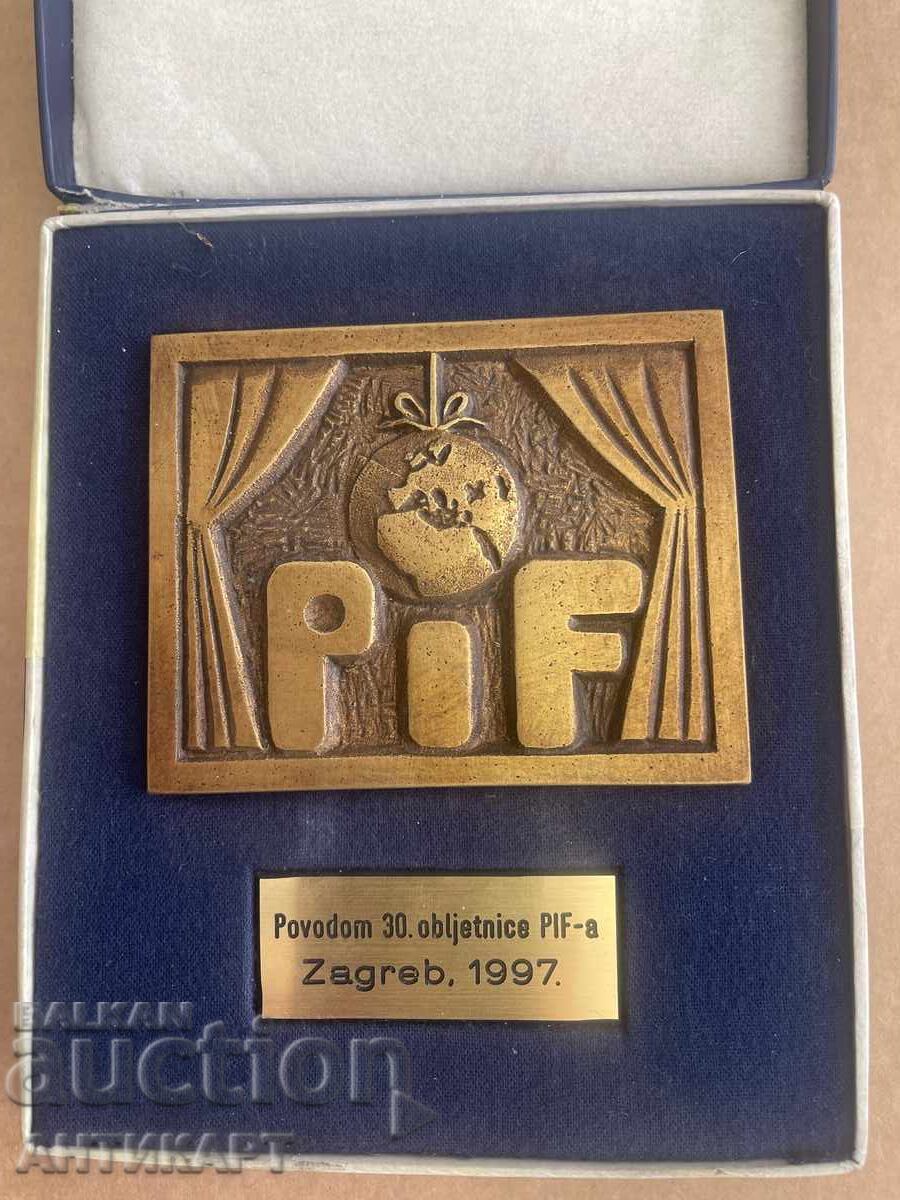 PiF
Povodom 30. obljetnice PIF-a
Zagreb, 1997.
BALKAN
auction
АНТИКАРТ